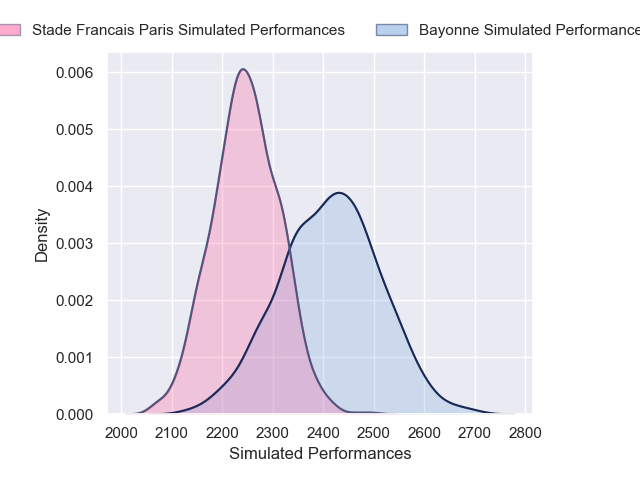 Stade Francais Paris Simulated Performances
Bayonne Simulated Performance
0.006
0.005
0.004
0.003
0.002
0.001
0.000
Density
2000 2100 2200 2300 2400 2500 2600 2700 2800
Simulated Performances